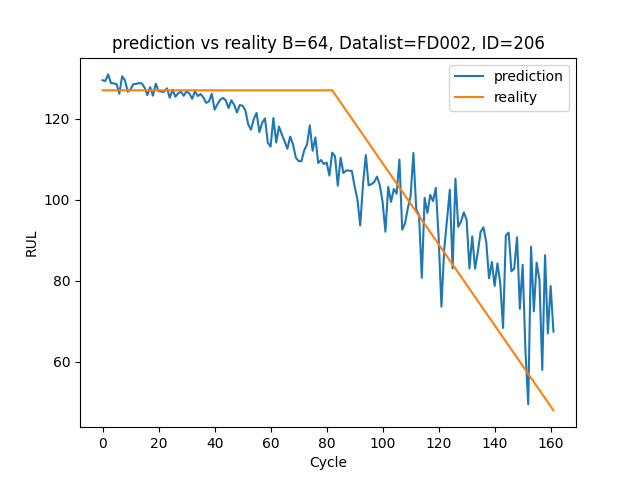 prediction vs reality B=64, Datalist=FD002, ID=206
prediction
reality
RUL
120
100
80
60
0 20 40 60 80 100 120 140 160
Cycle